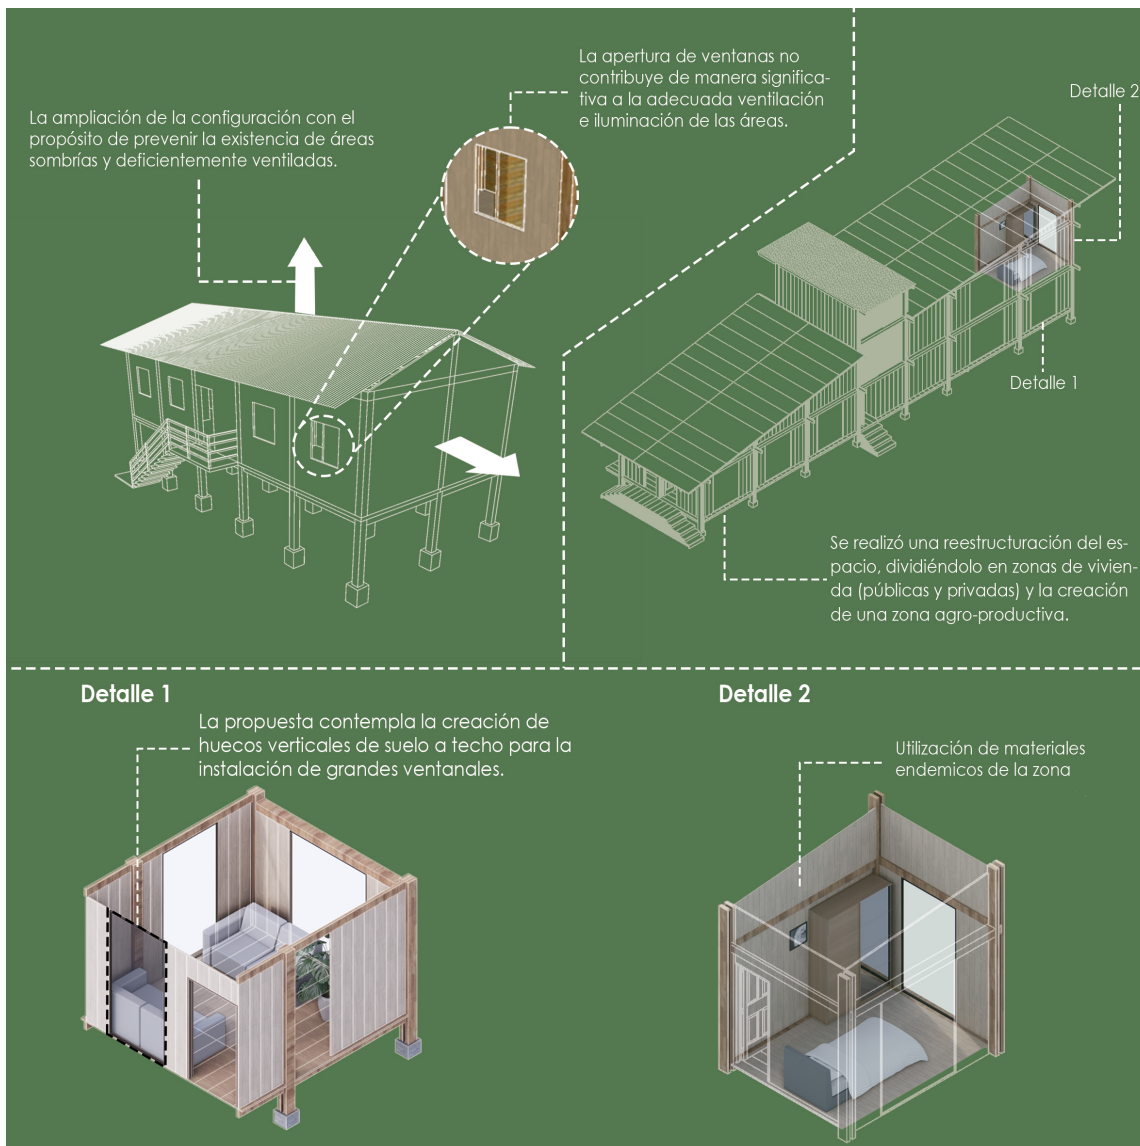 La ampliación de la configuración con el
propósito de prevenir la existencia de áreas
sombrías y deficientemente ventiladas.
La apertura de ventanas no
contribuye de manera significa-
tiva a la adecuada ventilación
e iluminación de las áreas.
Detalle 2
Detalle 1
Se realizó una reestructuración del es-
pacio, dividiéndolo en zonas de vivien-
da (públicas y privadas) y la creación
de una zona agro-productiva.
Detalle 1
La propuesta contempla la creación de
huecos verticales de suelo a techo para la
instalación de grandes ventanales.
Detalle 2
Utilización de materiales
endemicos de la zona